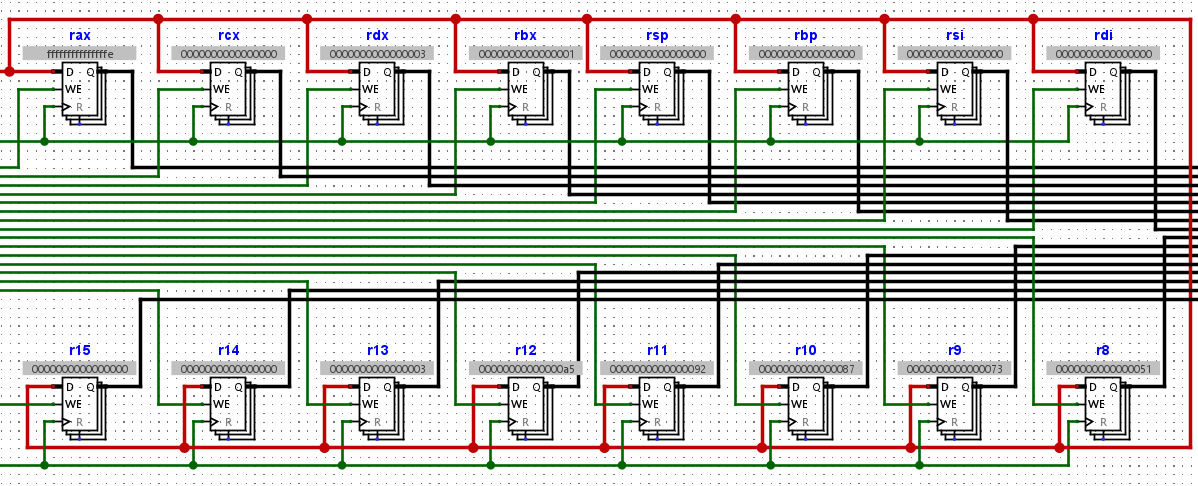 rax rcx rdx rbx rsp rbp rsi rdi
fffffffffffffffe 0000000000000000 0000000000000003 0000000000000001 0000000000000000 0000000000000000 0000000000000000 0000000000000000
D Q D Q D Q D Q D Q D Q D Q D Q
WE WE WE WE WE WE WE WE
R R R R R R R R
r15 r14 r13 r12 r11 r10 r9 r8
0000000000000000 0000000000000000 0000000000000003 00000000000000a5 0000000000000092 0000000000000087 0000000000000073 0000000000000051
D Q D Q D Q D Q D Q D Q D Q D Q
WE WE WE WE WE WE WE WE
R R R R R R R R